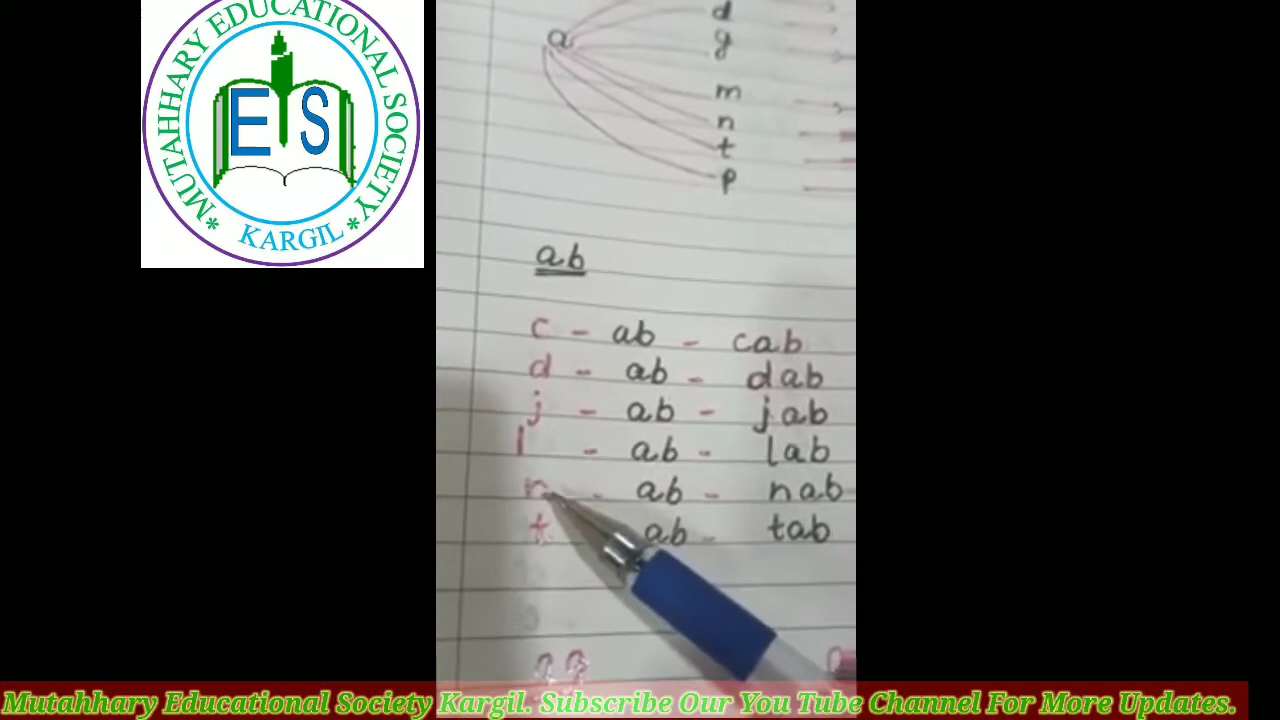 MUTAHHARY EDUCATIONAL SOCIETY
* KARGIL *
E S
a
d
g
m
n
t
p
ab
c - ab - cab
d - ab - dab
j - ab - jab
l - ab - lab
n - ab - nab
t ab - tab
Mutahhary Educational Society Kargil. Subscribe Our You Tube Channel For More Updates.